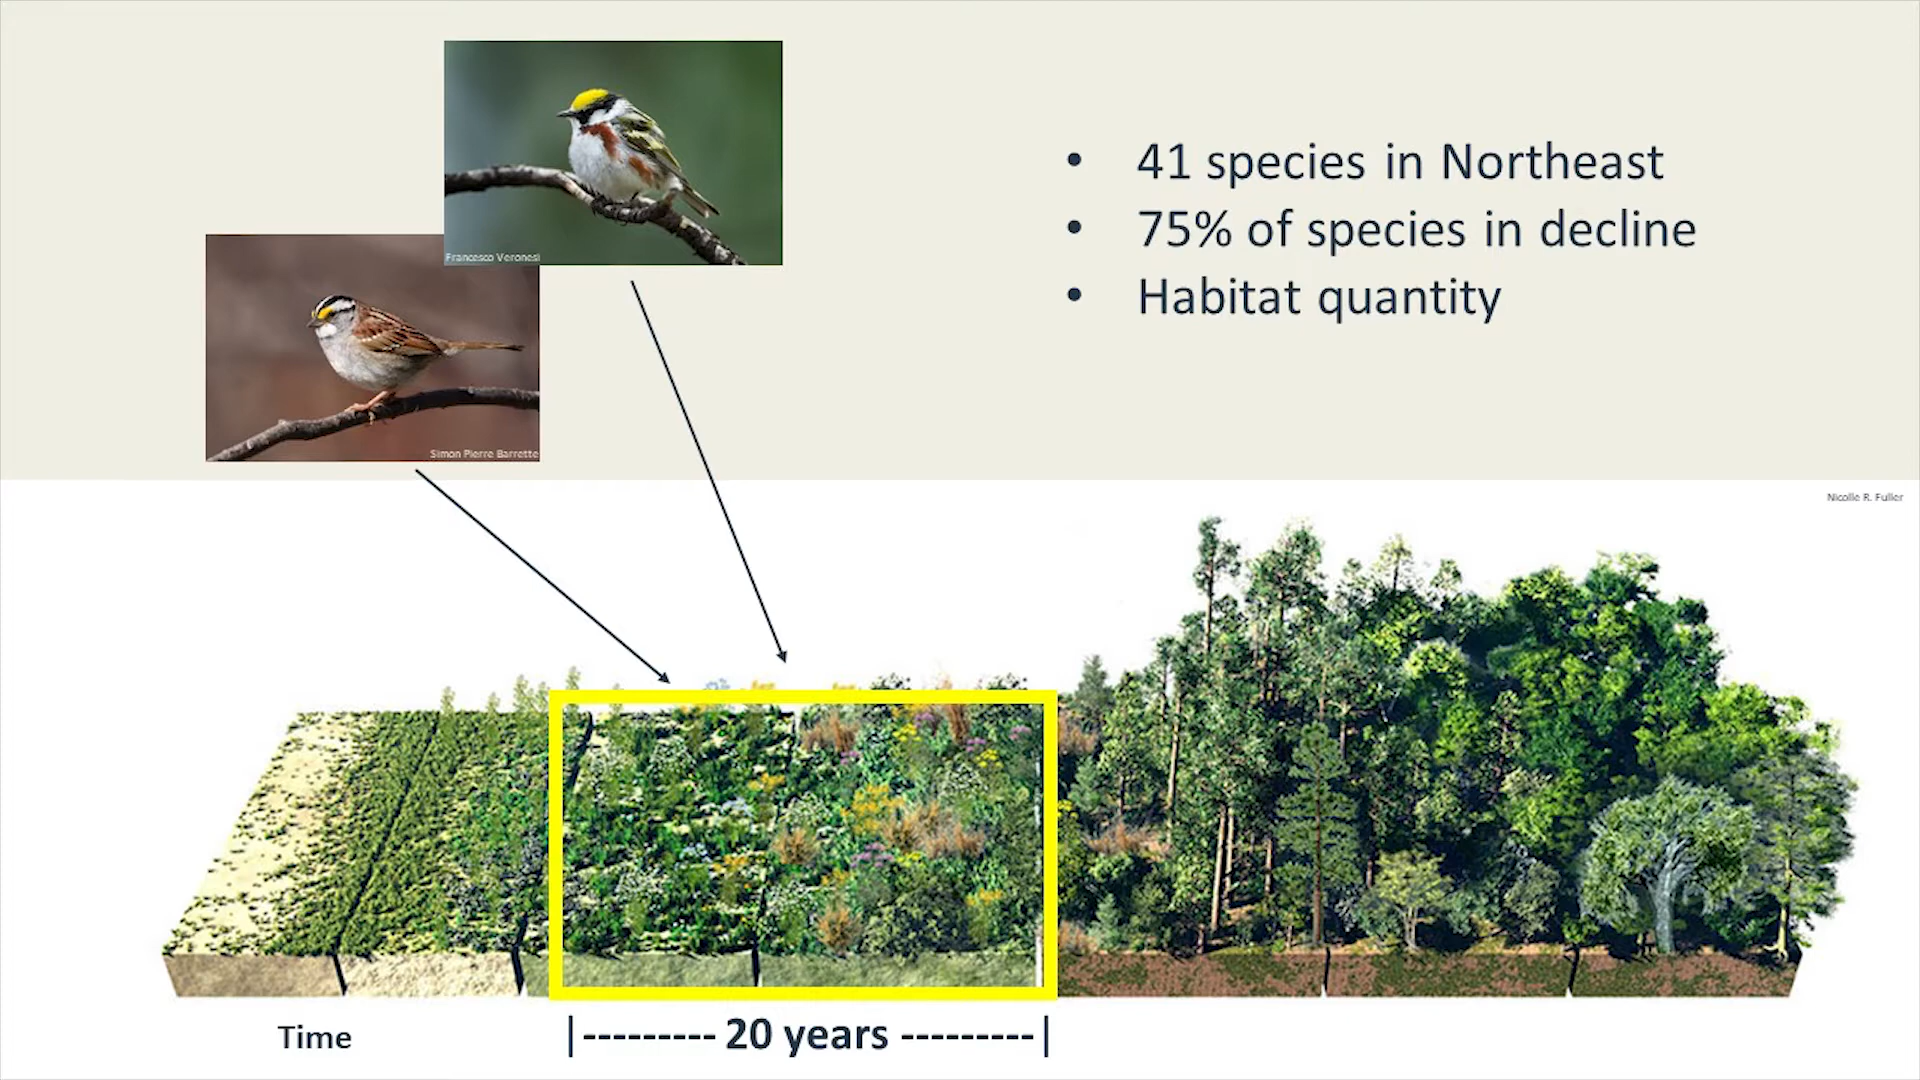 Francesco Veronesi
Simon Pierre Barrette
• 41 species in Northeast
• 75% of species in decline
• Habitat quantity
Nicolle R. Fuller
Time
|--------- 20 years ---------|